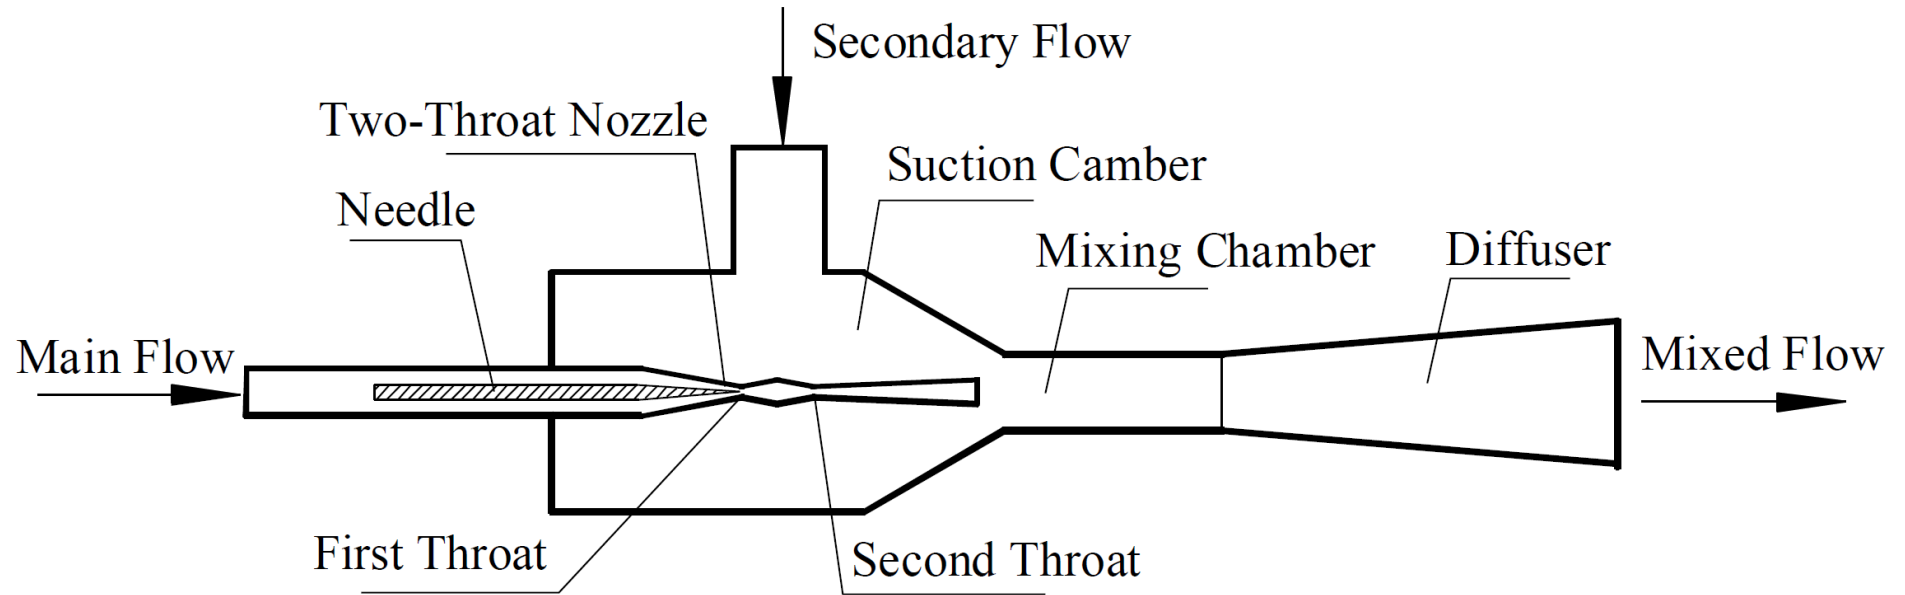 Secondary Flow
Two-Throat Nozzle
Suction Camber
Needle
Mixing Chamber
Diffuser
Main Flow
Mixed Flow
First Throat
Second Throat